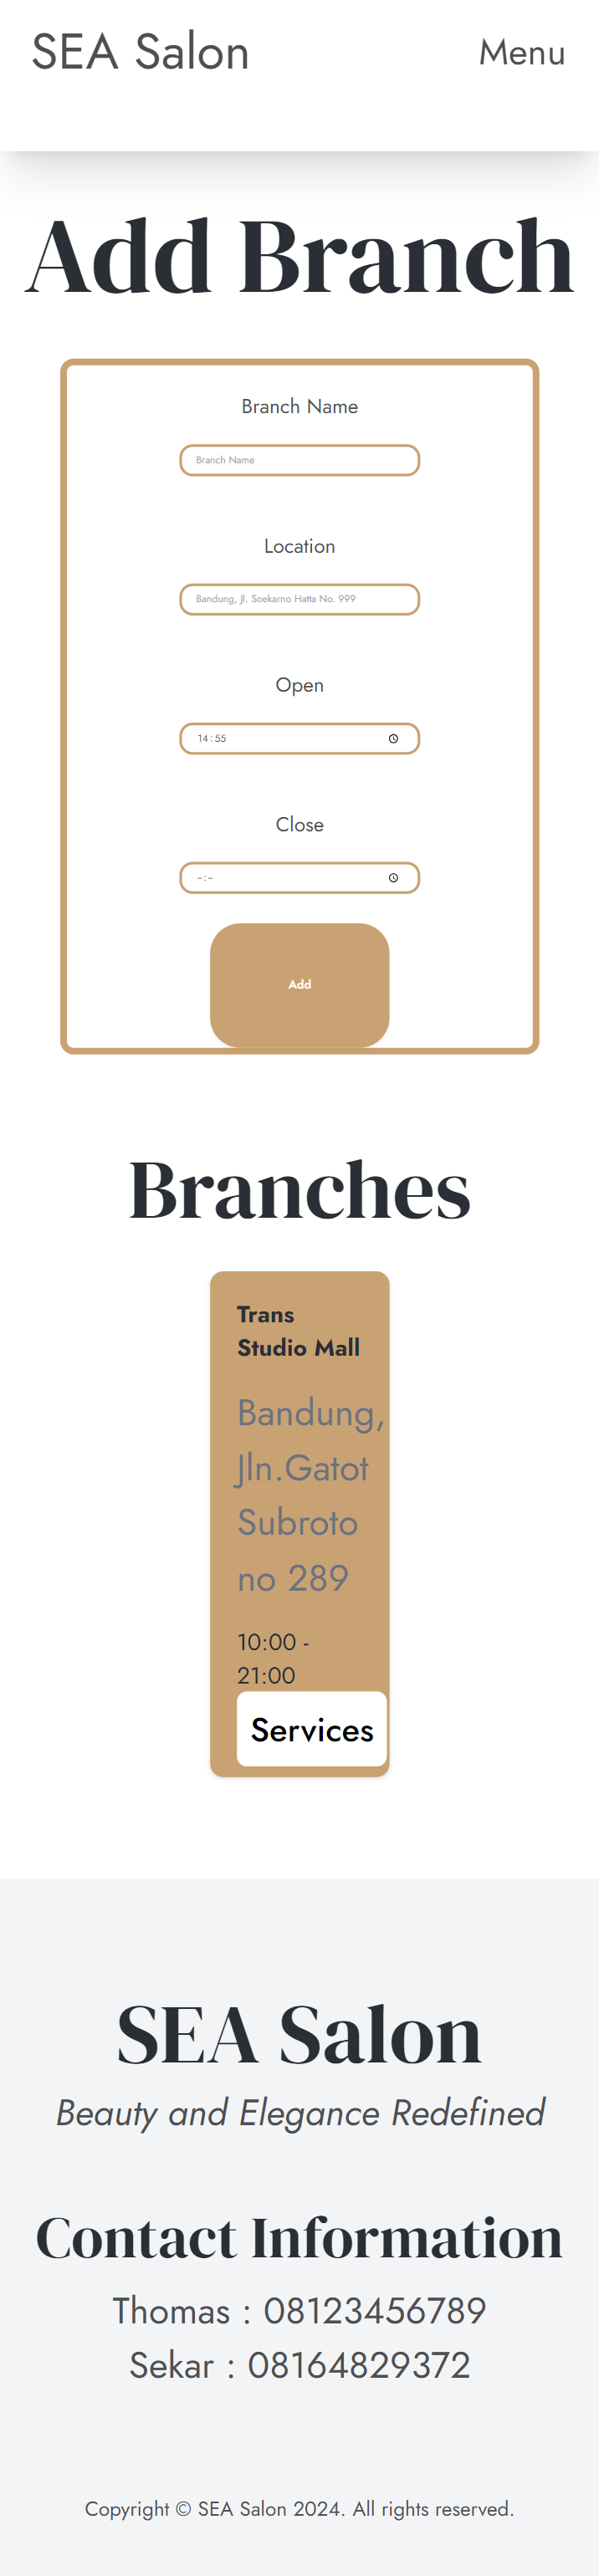 SEA Salon
Menu
Add Branch
Branch Name
Branch Name
Location
Bandung, Jl. Soekarno Hatta No. 999
Open
14:55
Close
-:-
Add
Branches
Trans
Studio Mall
Bandung,
Jln.Gatot
Subroto
no 289
10:00 -
21:00
Services
SEA Salon
Beauty and Elegance Redefined
Contact Information
Thomas : 08123456789
Sekar : 08164829372
Copyright © SEA Salon 2024. All rights reserved.